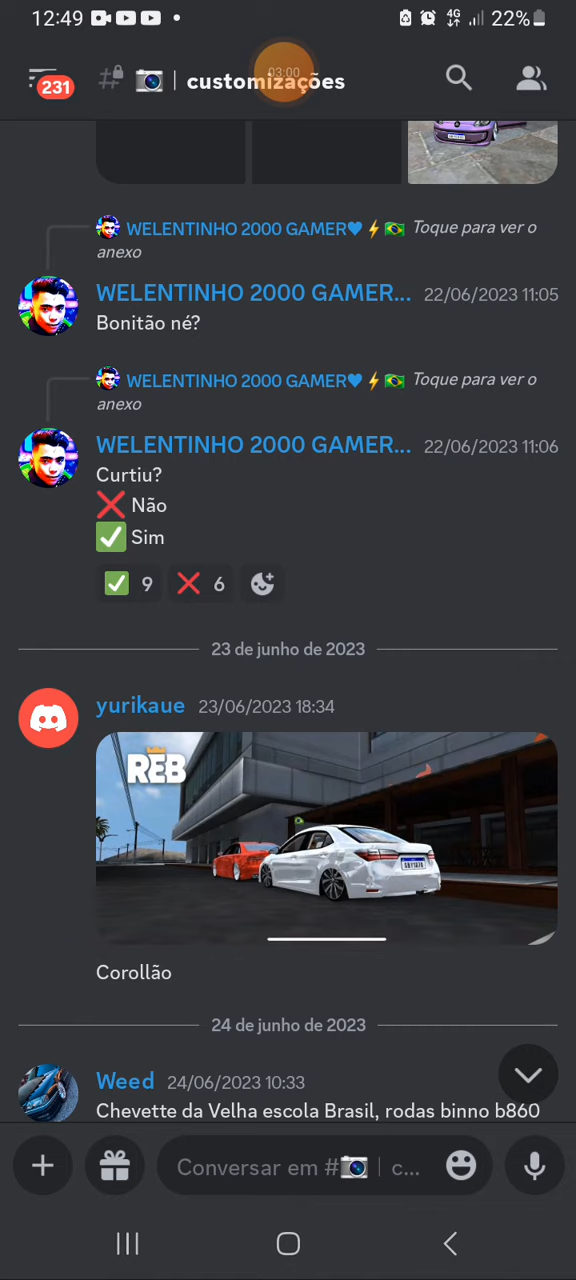 12:49
4G
22%
231
# 📷 | customizações
03:00
WELENTINHO 2000 GAMER♥⚡🇧🇷 Toque para ver o
anexo
WELENTINHO 2000 GAMER... 22/06/2023 11:05
Bonitão né?
WELENTINHO 2000 GAMER♥⚡🇧🇷 Toque para ver o
anexo
WELENTINHO 2000 GAMER... 22/06/2023 11:06
Curtiu?
❌ Não
✅ Sim
✅ 9 ❌ 6
23 de junho de 2023
yurikaue 23/06/2023 18:34
REB
Corollão
24 de junho de 2023
Weed 24/06/2023 10:33
Chevette da Velha escola Brasil, rodas binno b860
Conversar em #📷 | c...